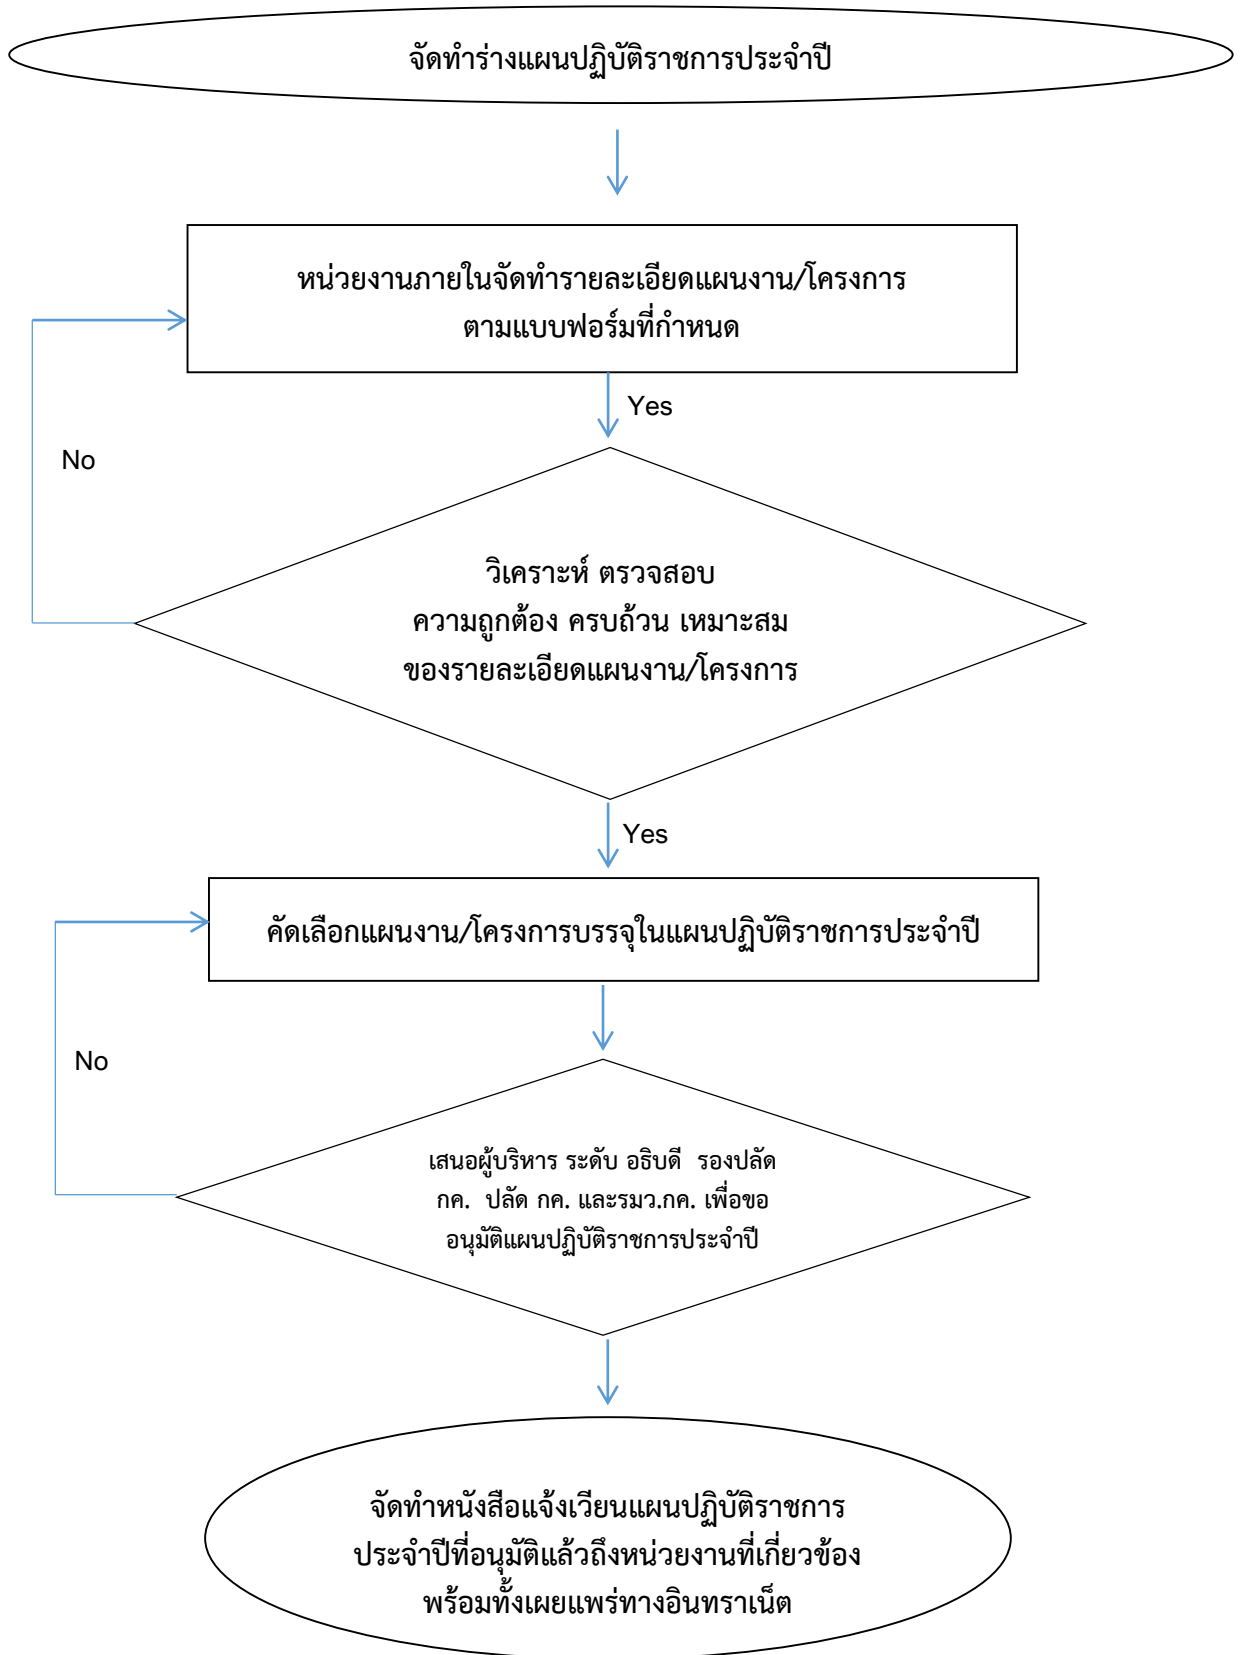 จัดทำร่างแผนปฏิบัติราชการประจำปี
หน่วยงานภายในจัดทำรายละเอียดแผนงาน/โครงการ
ตามแบบฟอร์มที่กำหนด
Yes
No
วิเคราะห์ ตรวจสอบ
ความถูกต้อง ครบถ้วน เหมาะสม
ของรายละเอียดแผนงาน/โครงการ
Yes
คัดเลือกแผนงาน/โครงการบรรจุในแผนปฏิบัติราชการประจำปี
No
เสนอผู้บริหาร ระดับ อธิบดี รองปลัด
กค. ปลัด กค. และรมว.กค. เพื่อขอ
อนุมัติแผนปฏิบัติราชการประจำปี
จัดทำหนังสือแจ้งเวียนแผนปฏิบัติราชการ
ประจำปีที่อนุมัติแล้วถึงหน่วยงานที่เกี่ยวข้อง
พร้อมทั้งเผยแพร่ทางอินทราเน็ต